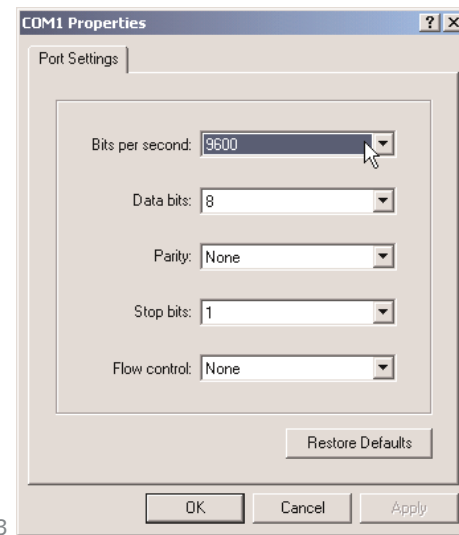 COM1 Properties
Port Settings
Bits per second: 9600
Data bits: 8
Parity: None
Stop bits: 1
Flow control: None
Restore Defaults
OK Cancel Apply
3